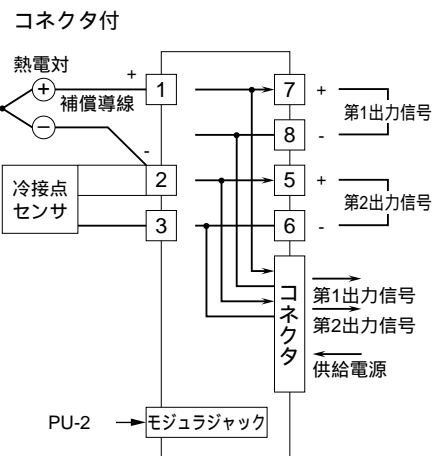 コネクタ付
熱電対
+
補償導線
-
冷接点
センサ
1
2
3
7
8
5
6
+
第1出力信号
-
+
第2出力信号
-
コネクタ
第1出力信号
第2出力信号
供給電源
PU-2
モジュラジャック